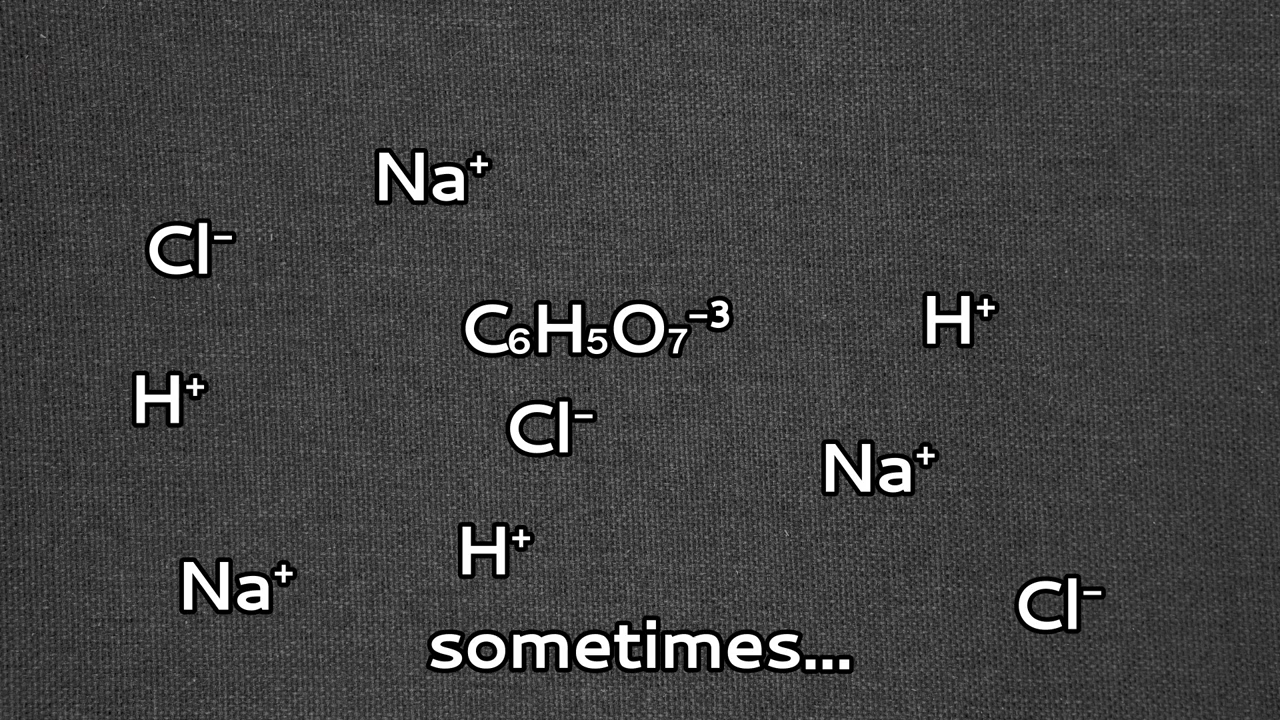 Na⁺
Cl⁻
C₆H₅O₇⁻³
H⁺
H⁺
Cl⁻
Na⁺
H⁺
Na⁺
Cl⁻
sometimes...